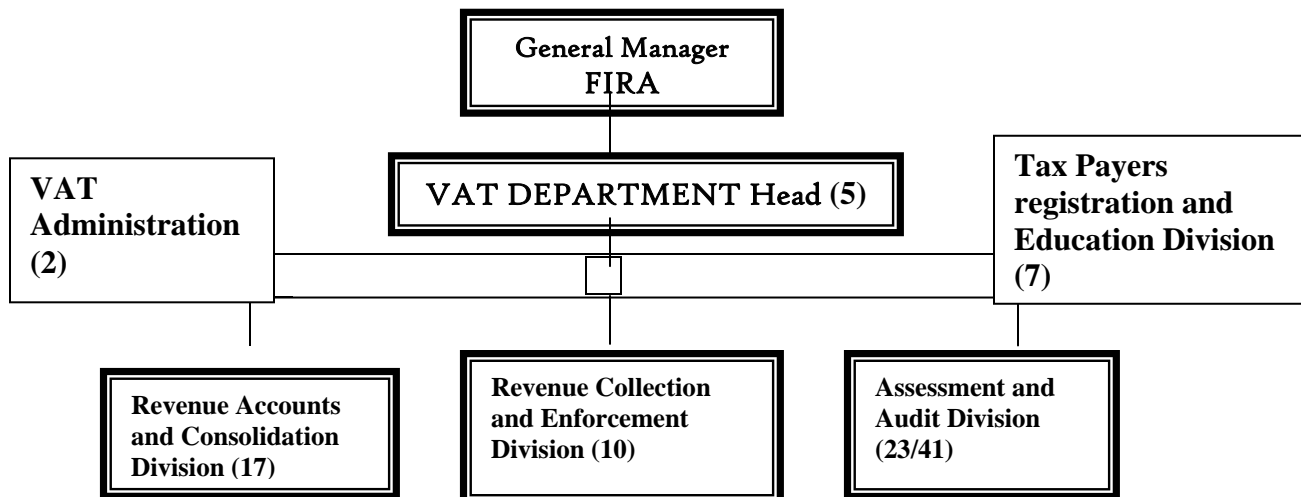 General Manager
FIRA
VAT
Administration
(2)
VAT DEPARTMENT Head (5)
Tax Payers
registration and
Education Division
(7)
Revenue Accounts
and Consolidation
Division (17)
Revenue Collection
and Enforcement
Division (10)
Assessment and
Audit Division
(23/41)